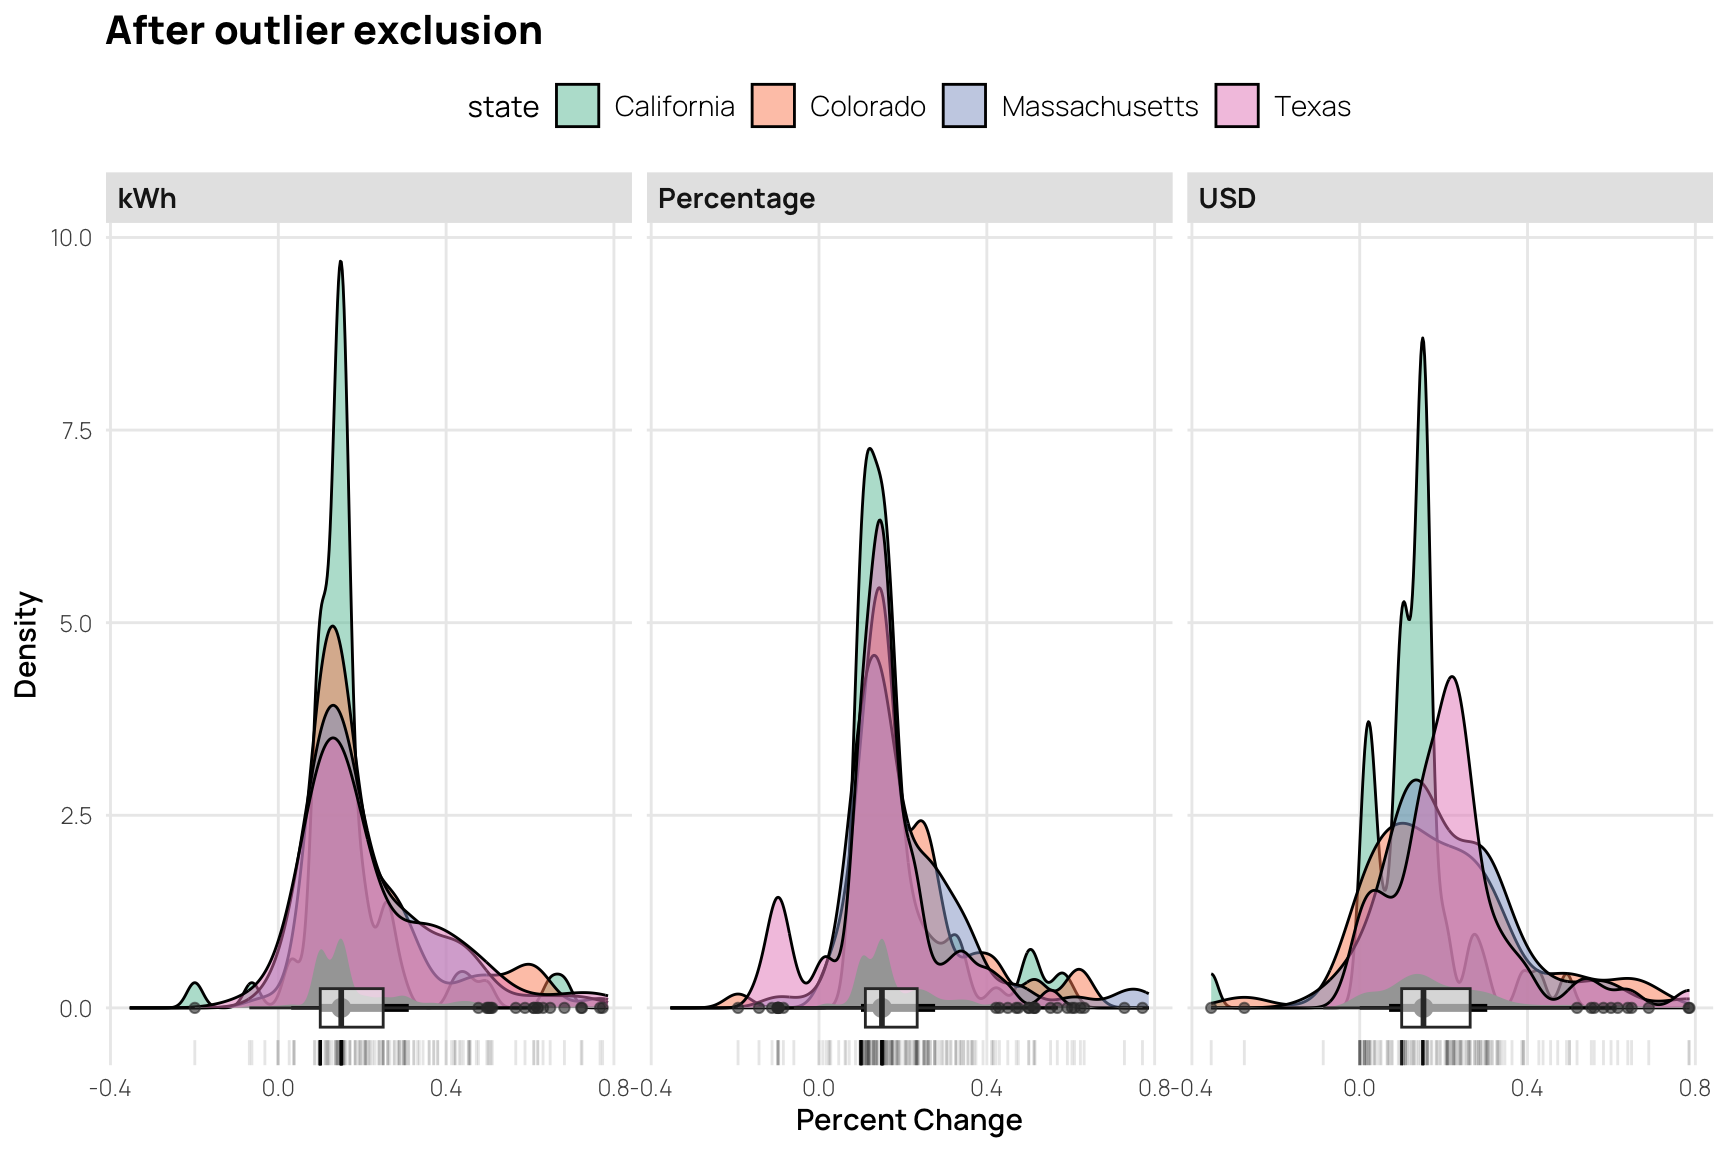 After outlier exclusion
state California Colorado Massachusetts Texas
kWh Percentage USD
10.0
7.5
5.0
2.5
0.0
Density
-0.4 0.0 0.4 0.8 -0.4 0.0 0.4 0.8 -0.4 0.0 0.4 0.8
Percent Change